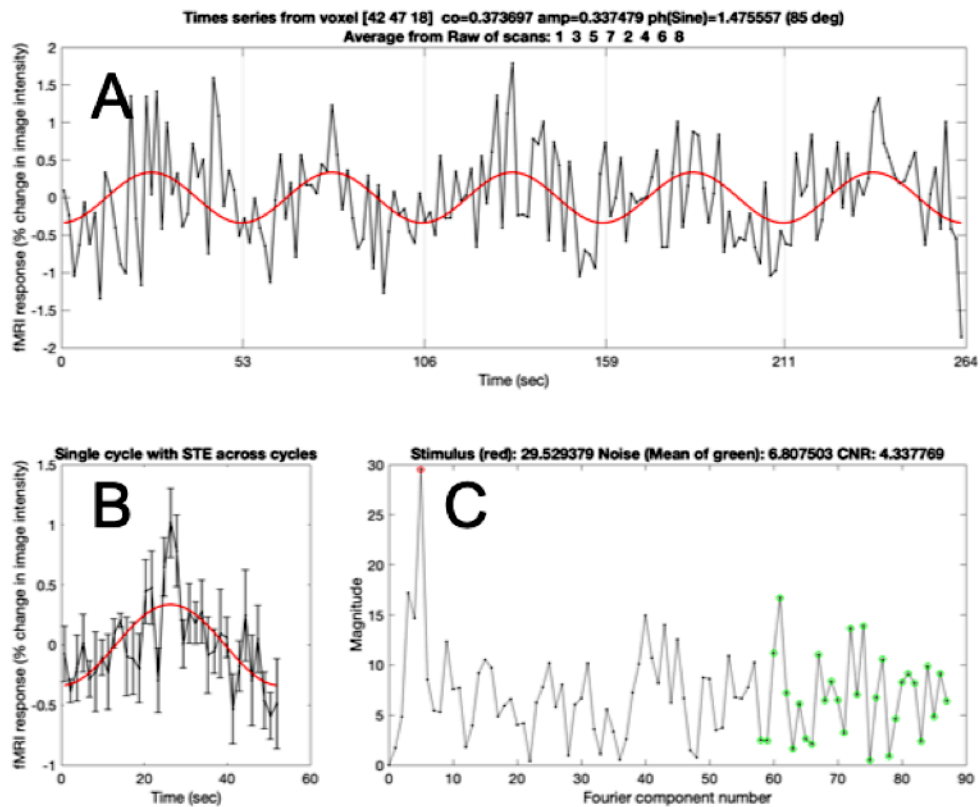 Times series from voxel [42 47 18] co=0.373697 amp=0.337479 ph(Sine)=1.475557 (85 deg)
Average from Raw of scans: 1 3 5 7 2 4 6 8
A
fMRI response (% change in image intensity)
2
1.5
1
0.5
0
-0.5
-1
-1.5
-2
0 53 106 159 211 264
Time (sec)
Single cycle with STE across cycles
B
fMRI response (% change in image intensity)
1.5
1
0.5
0
-0.5
-1
0 20 40 60
Time (sec)
Stimulus (red): 29.529379 Noise (Mean of green): 6.807503 CNR: 4.337769
C
Magnitude
30
25
20
15
10
5
0
0 10 20 30 40 50 60 70 80 90
Fourier component number